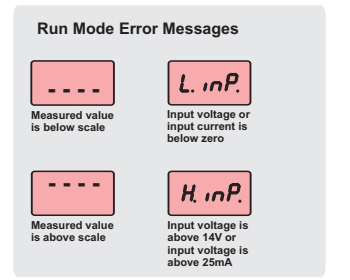 Run Mode Error Messages
- - - -
L. inP.
Measured value
is below scale
Input voltage or
input current is
below zero
- - - -
H. inP.
Measured value
is above scale
Input voltage is
above 14V or
input voltage is
above 25mA